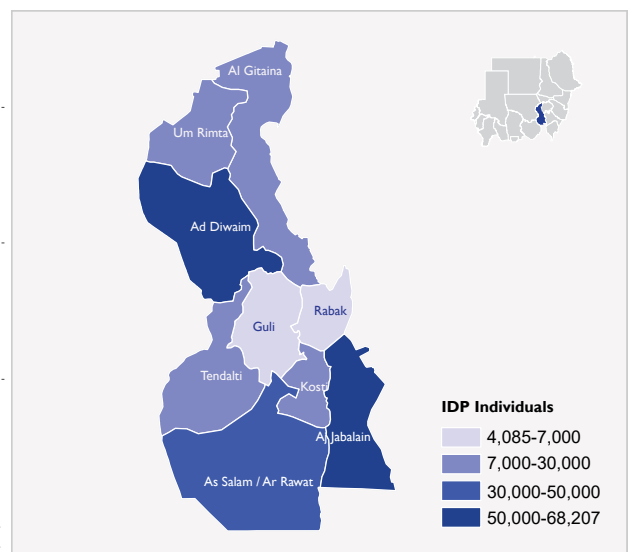 Al Gitaina
Um Rimta
Ad Diwaim
Rabak
Guli
Tendalti
Kosti
Aj Jabalain
As Salam / Ar Rawat
IDP Individuals
4,085-7,000
7,000-30,000
30,000-50,000
50,000-68,207